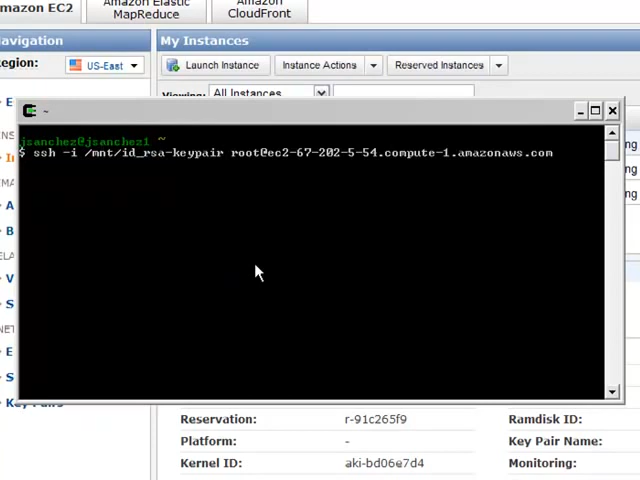 Amazon EC2
Amazon Elastic
MapReduce
Amazon
CloudFront
Navigation
My Instances
Region:
US-East
Launch Instance
Instance Actions
Reserved Instances
Viewing:
All Instances
~
jsanchez@jsanchez1 ~
$ ssh -i /mnt/id_rsa-keypair root@ec2-67-202-5-54.compute-1.amazonaws.com
Reservation:
r-91c265f9
Ramdisk ID:
Platform:
-
Key Pair Name:
Kernel ID:
aki-bd06e7d4
Monitoring: